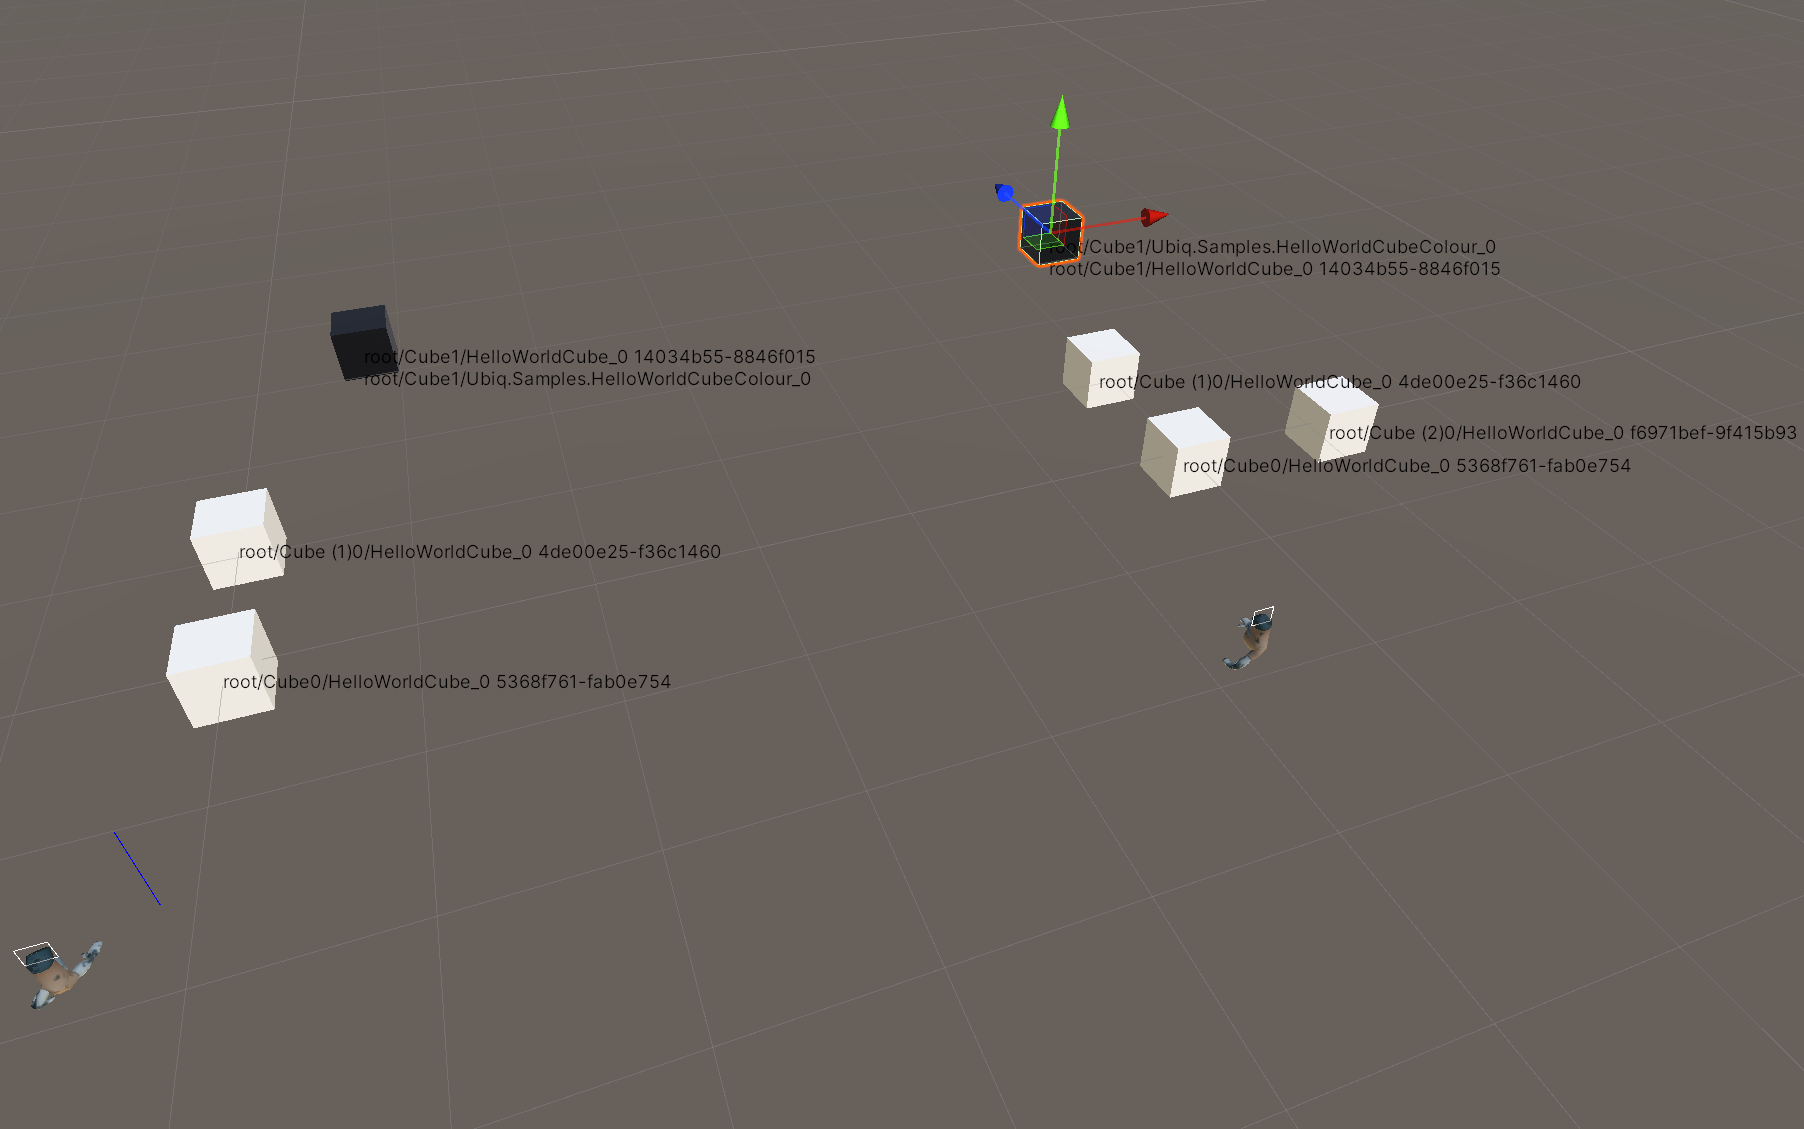 root/Cube1/Ubiq.Samples.HelloWorldCubeColour_0
root/Cube1/HelloWorldCube_0 14034b55-8846f015
root/Cube1/HelloWorldCube_0 14034b55-8846f015
root/Cube1/Ubiq.Samples.HelloWorldCubeColour_0
root/Cube (1)0/HelloWorldCube_0 4de00e25-f36c1460
root/Cube (2)0/HelloWorldCube_0 f6971bef-9f415b93
root/Cube0/HelloWorldCube_0 5368f761-fab0e754
root/Cube (1)0/HelloWorldCube_0 4de00e25-f36c1460
root/Cube0/HelloWorldCube_0 5368f761-fab0e754